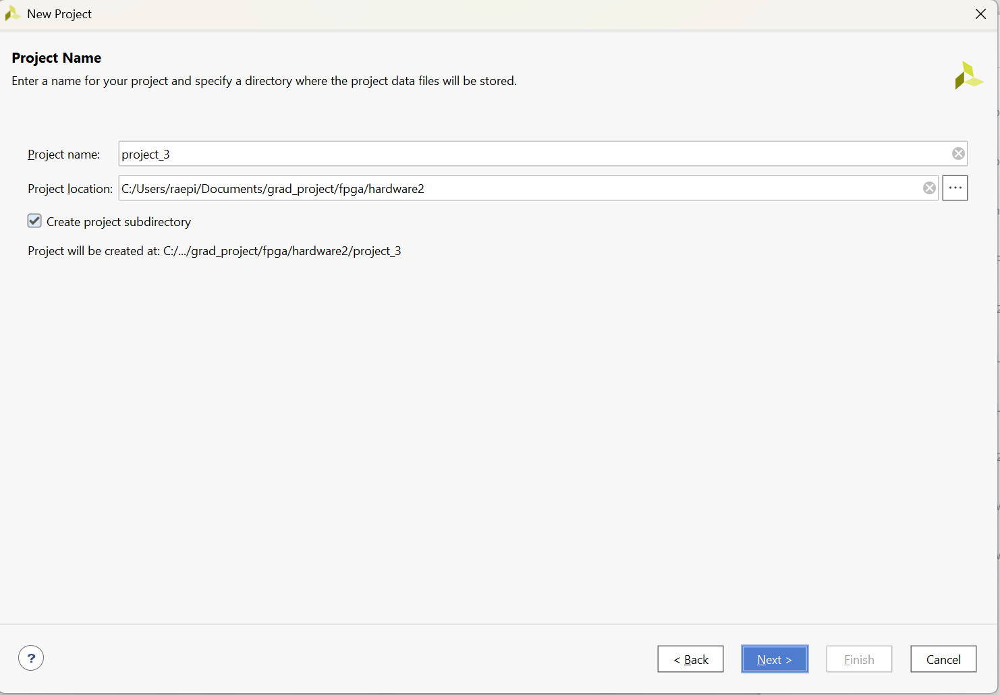 New Project
Project Name
Enter a name for your project and specify a directory where the project data files will be stored.
Project name: project_3
Project location: C:/Users/raepi/Documents/grad_project/fpga/hardware2 ...
Create project subdirectory
Project will be created at: C:/.../grad_project/fpga/hardware2/project_3
? < Back Next > Finish Cancel